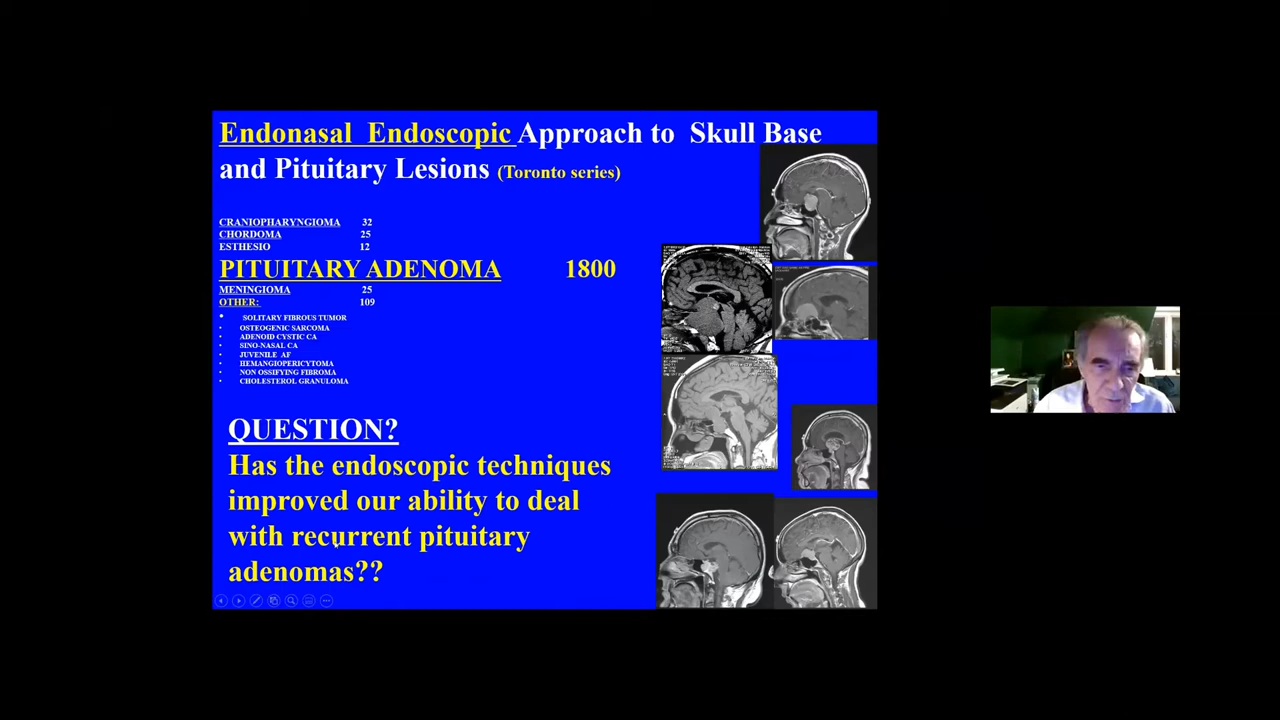 Endonasal Endoscopic Approach to Skull Base
and Pituitary Lesions (Toronto series)
CRANIOPHARYNGIOMA 32
CHORDOMA 25
ESTHESIO 12
PITUITARY ADENOMA 1800
MENINGIOMA 25
OTHER: 109
• SOLITARY FIBROUS TUMOR
• OSTEOGENIC SARCOMA
• ADENOID CYSTIC CA
• SINO-NASAL CA
• JUVENILE AF
• HEMANGIOPERICYTOMA
• NON OSSIFYING FIBROMA
• CHOLESTEROL GRANULOMA
QUESTION?
Has the endoscopic techniques
improved our ability to deal
with recurrent pituitary
adenomas??